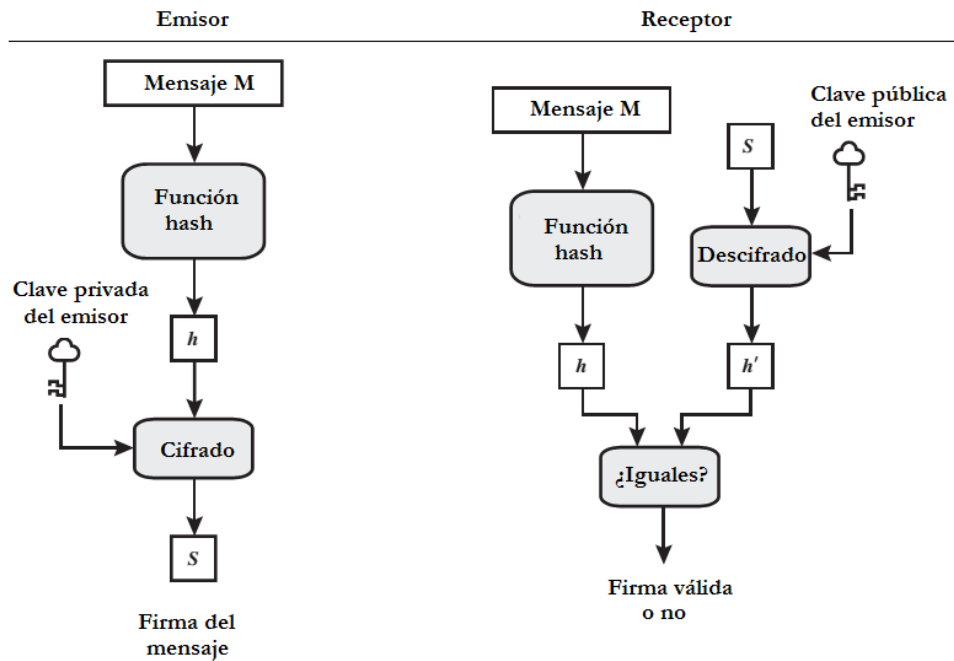 Emisor
Mensaje M
Función
hash
Clave privada
del emisor
h
Cifrado
S
Firma del
mensaje
Receptor
Mensaje M
Clave pública
del emisor
S
Función
hash
Descifrado
h
h'
¿Iguales?
Firma válida
o no